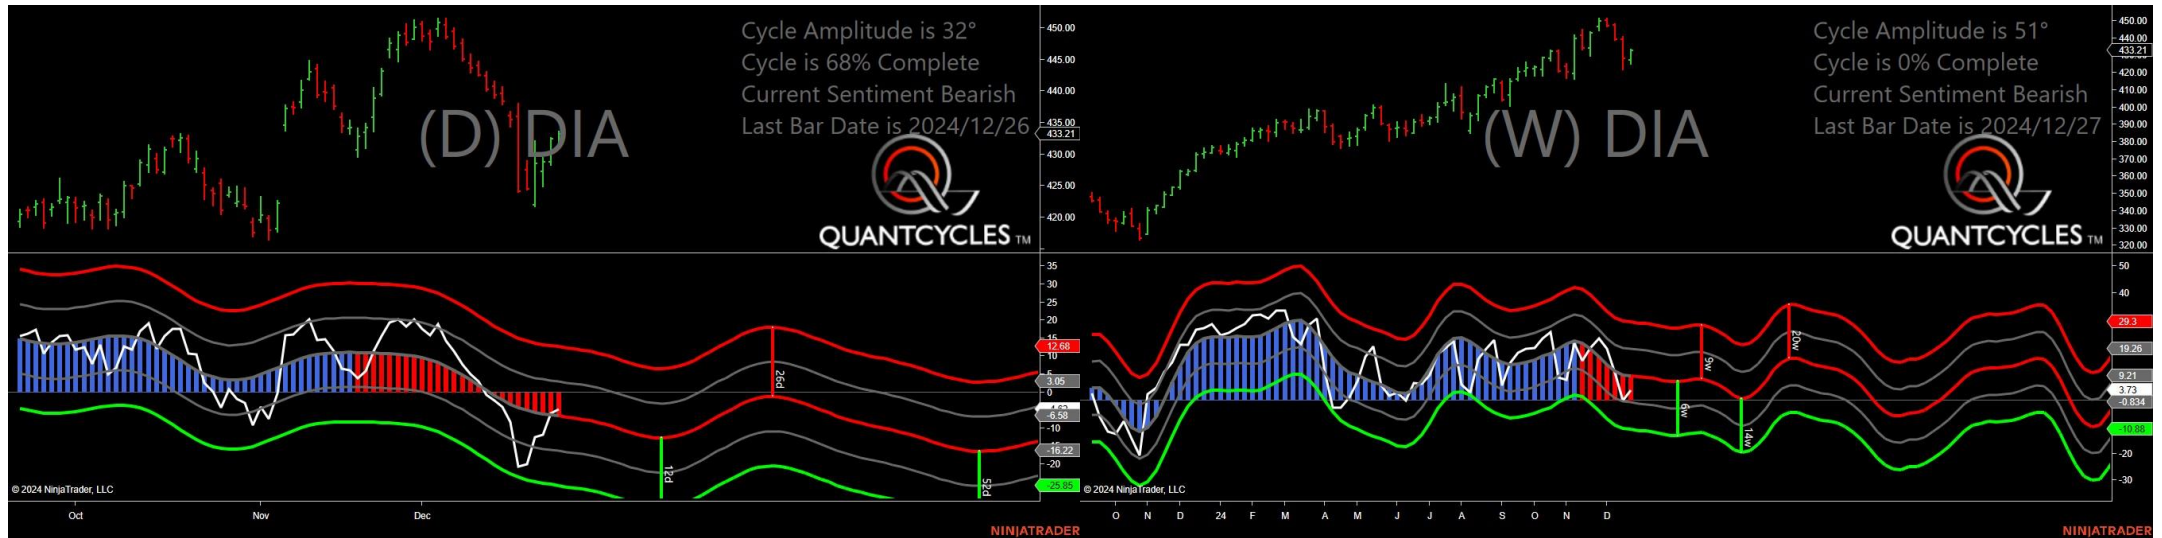 Cycle Amplitude is 32°
Cycle is 68% Complete
Current Sentiment Bearish
Last Bar Date is 2024/12/26
(D) DIA
QUANTCYCLES TM
450.00
445.00
440.00
435.00
433.21
430.00
425.00
420.00
35
30
25
20
15
12.68
10
5
3.05
0
-6.58
-10
-16.22
-20
-25.85
26d
12d
52d
© 2024 NinjaTrader, LLC
Oct Nov Dec
NINJATRADER
Cycle Amplitude is 51°
Cycle is 0% Complete
Current Sentiment Bearish
Last Bar Date is 2024/12/27
(W) DIA
QUANTCYCLES TM
450.00
440.00
433.21
420.00
410.00
400.00
390.00
380.00
370.00
360.00
350.00
340.00
330.00
320.00
50
40
29.3
19.26
9.21
3.73
-0.834
-10.88
-20
-30
9w
20w
6w
14w
© 2024 NinjaTrader, LLC
O N D 24 F M A M J J A S O N D
NINJATRADER